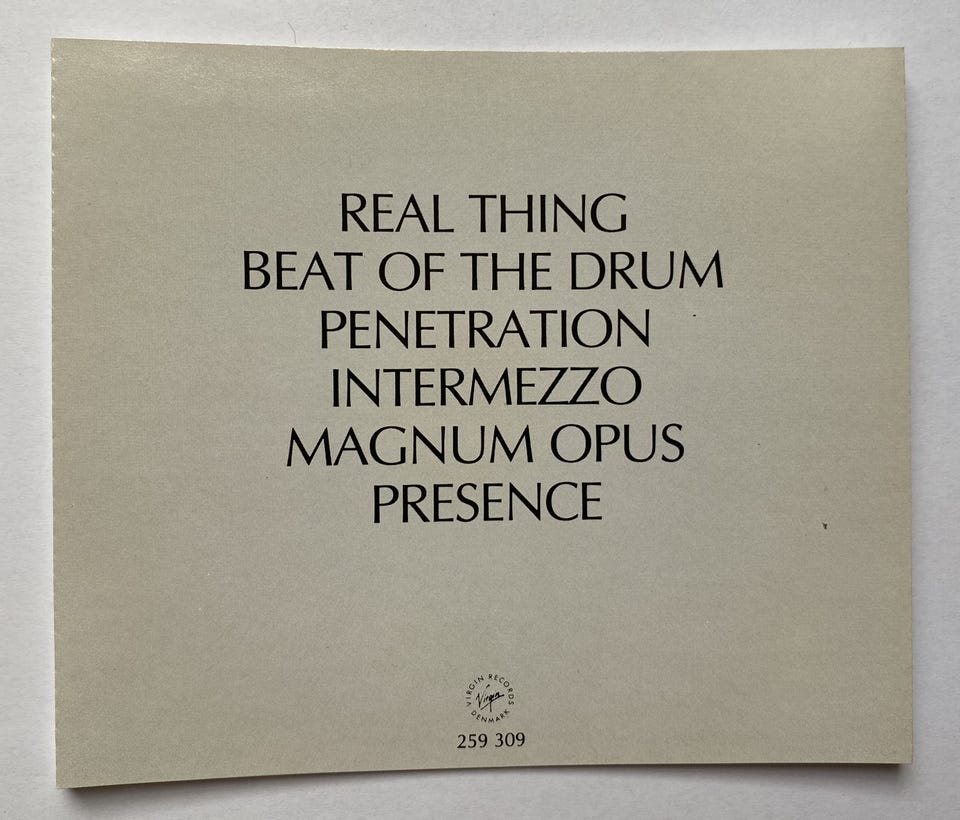 REAL THING
BEAT OF THE DRUM
PENETRATION
INTERMEZZO
MAGNUM OPUS
PRESENCE
VIRGIN RECORDS
Virgin
DENMARK
259 309